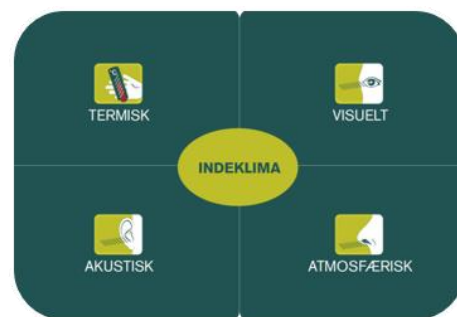 TERMISK
VISUELT
INDEKLIMA
AKUSTISK
ATMOSFÆRISK